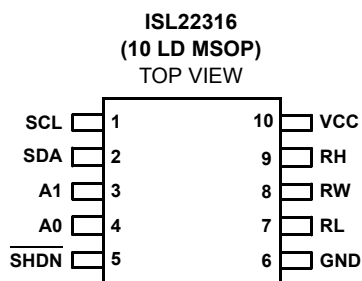 ISL22316
(10 LD MSOP)
TOP VIEW
SCL 1 10 VCC
SDA 2 9 RH
A1 3 8 RW
A0 4 7 RL
SHDN 5 6 GND